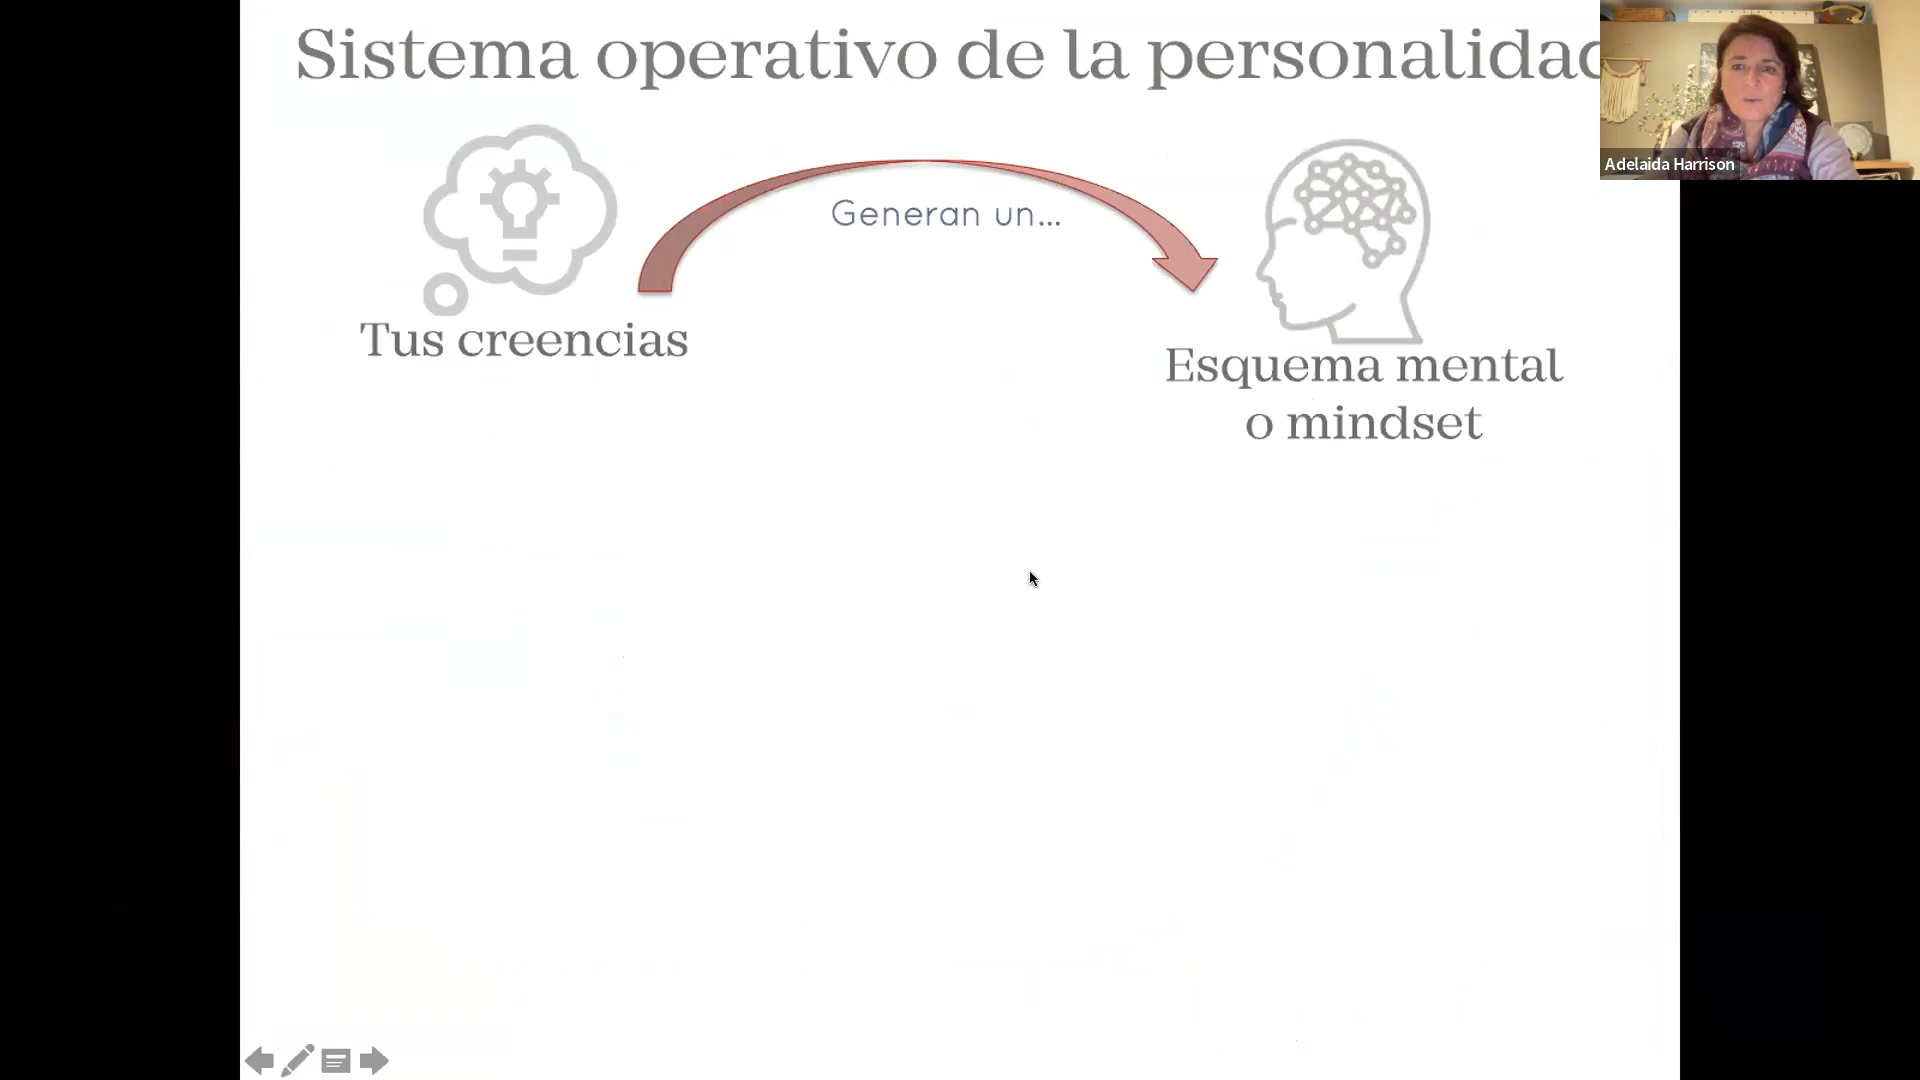 Sistema operativo de la personalidad
Adelaida Harrison
Generan un...
Tus creencias
Esquema mental
o mindset